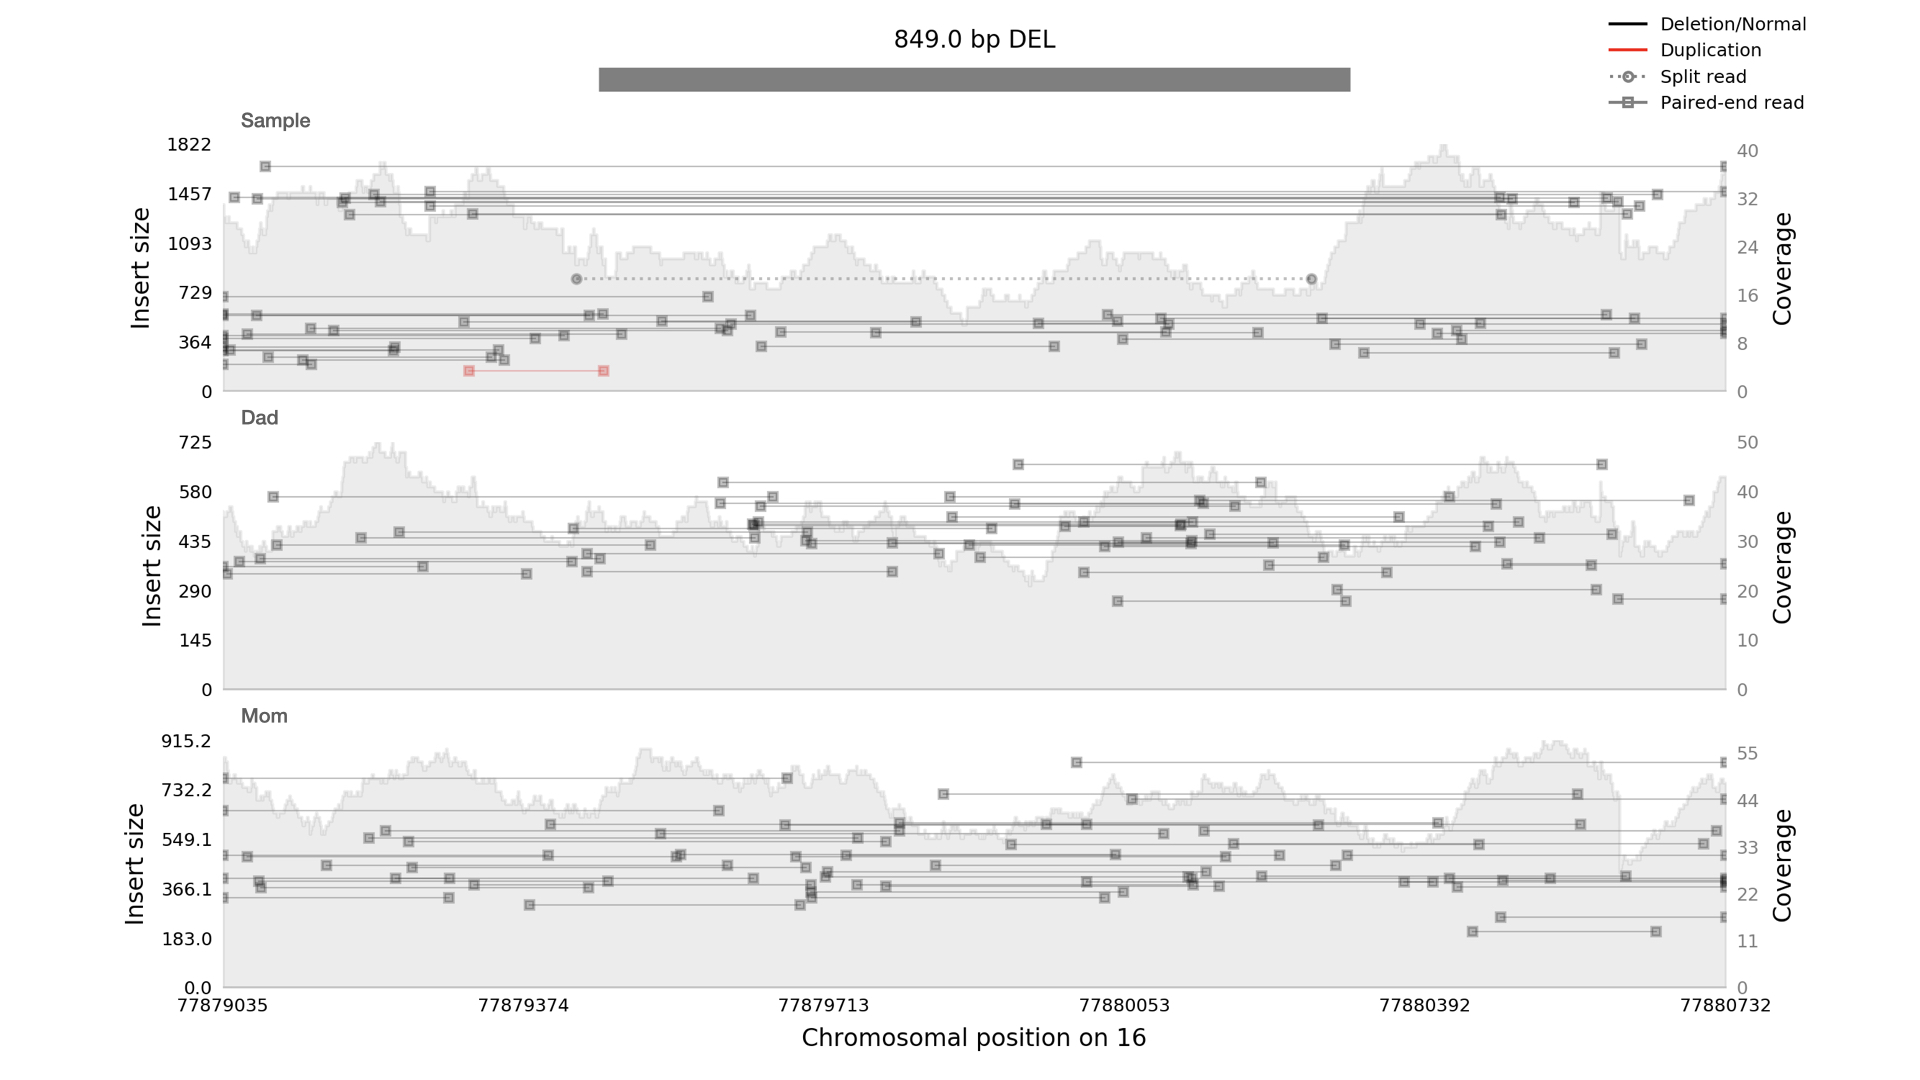 849.0 bp DEL
Deletion/Normal
Duplication
Split read
Paired-end read
Sample
1822
1457
1093
729
364
0
Insert size
40
32
24
16
8
0
Coverage
Dad
725
580
435
290
145
0
Insert size
50
40
30
20
10
0
Coverage
Mom
915.2
732.2
549.1
366.1
183.0
0.0
Insert size
55
44
33
22
11
0
Coverage
77879035 77879374 77879713 77880053 77880392 77880732
Chromosomal position on 16